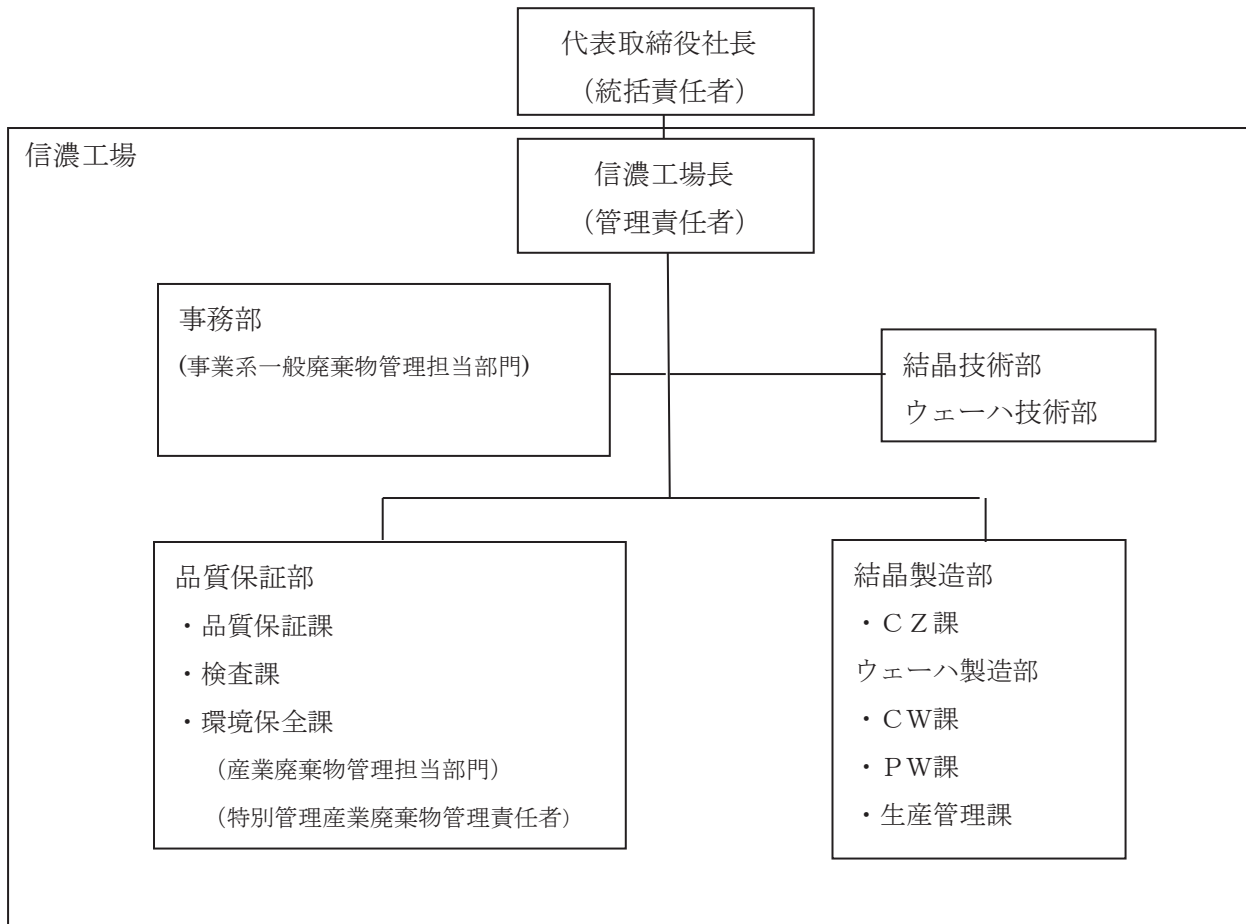 代表取締役社長
（統括責任者）
信濃工場
信濃工場長
（管理責任者）
事務部
(事業系一般廃棄物管理担当部門)
結晶技術部
ウェーハ技術部
品質保証部
・品質保証課
・検査課
・環境保全課
（産業廃棄物管理担当部門）
（特別管理産業廃棄物管理責任者）
結晶製造部
・ＣＺ課
ウェーハ製造部
・ＣＷ課
・ＰＷ課
・生産管理課